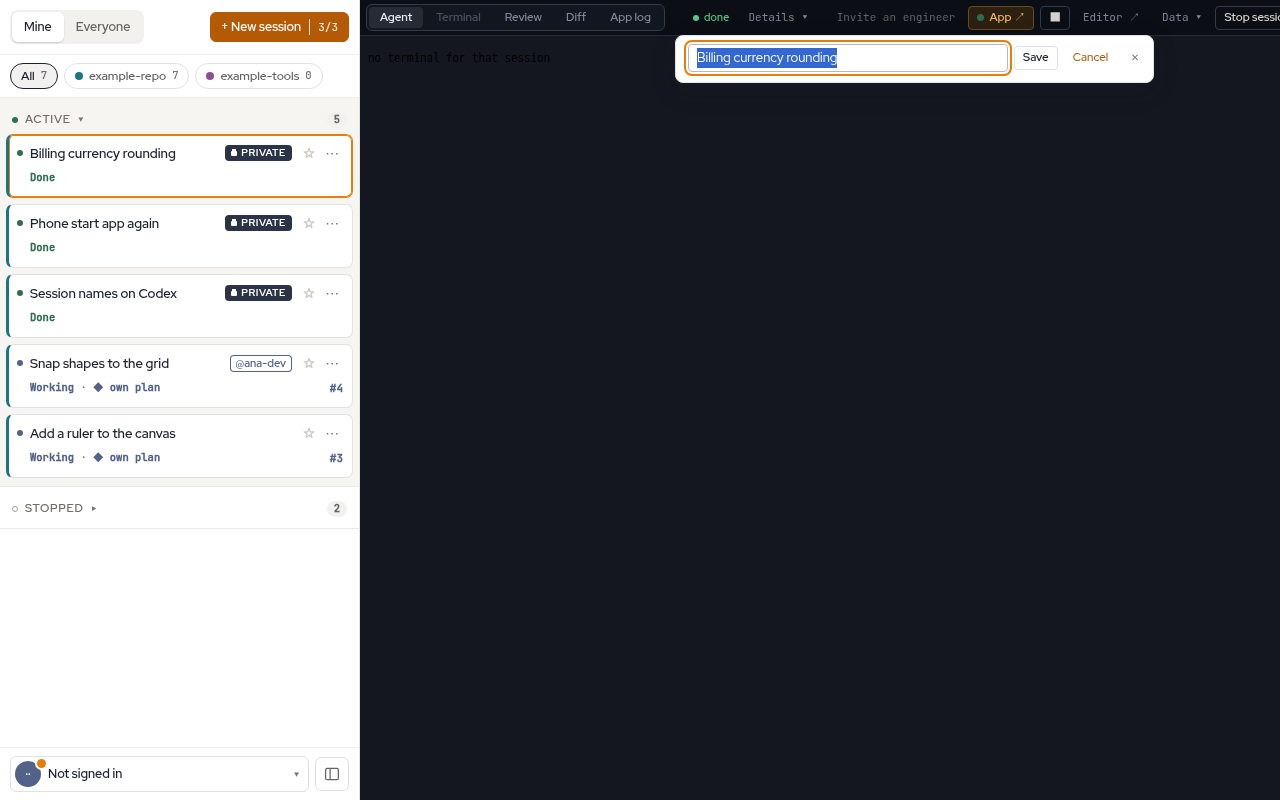 Mine Everyone + New session 3/3
All 7 example-repo 7 example-tools 0
ACTIVE ▾ 5
Billing currency rounding PRIVATE ☆ ···
Done
Phone start app again PRIVATE ☆ ···
Done
Session names on Codex PRIVATE ☆ ···
Done
Snap shapes to the grid @ana-dev ☆ ···
Working · ◆ own plan #4
Add a ruler to the canvas ☆ ···
Working · ◆ own plan #3
STOPPED ▸ 2
Not signed in ▾
Agent Terminal Review Diff App log done Details ▾ Invite an engineer App ↗ Editor ↗ Data ▾ Stop sessio
no terminal for that session
Billing currency rounding Save Cancel ×